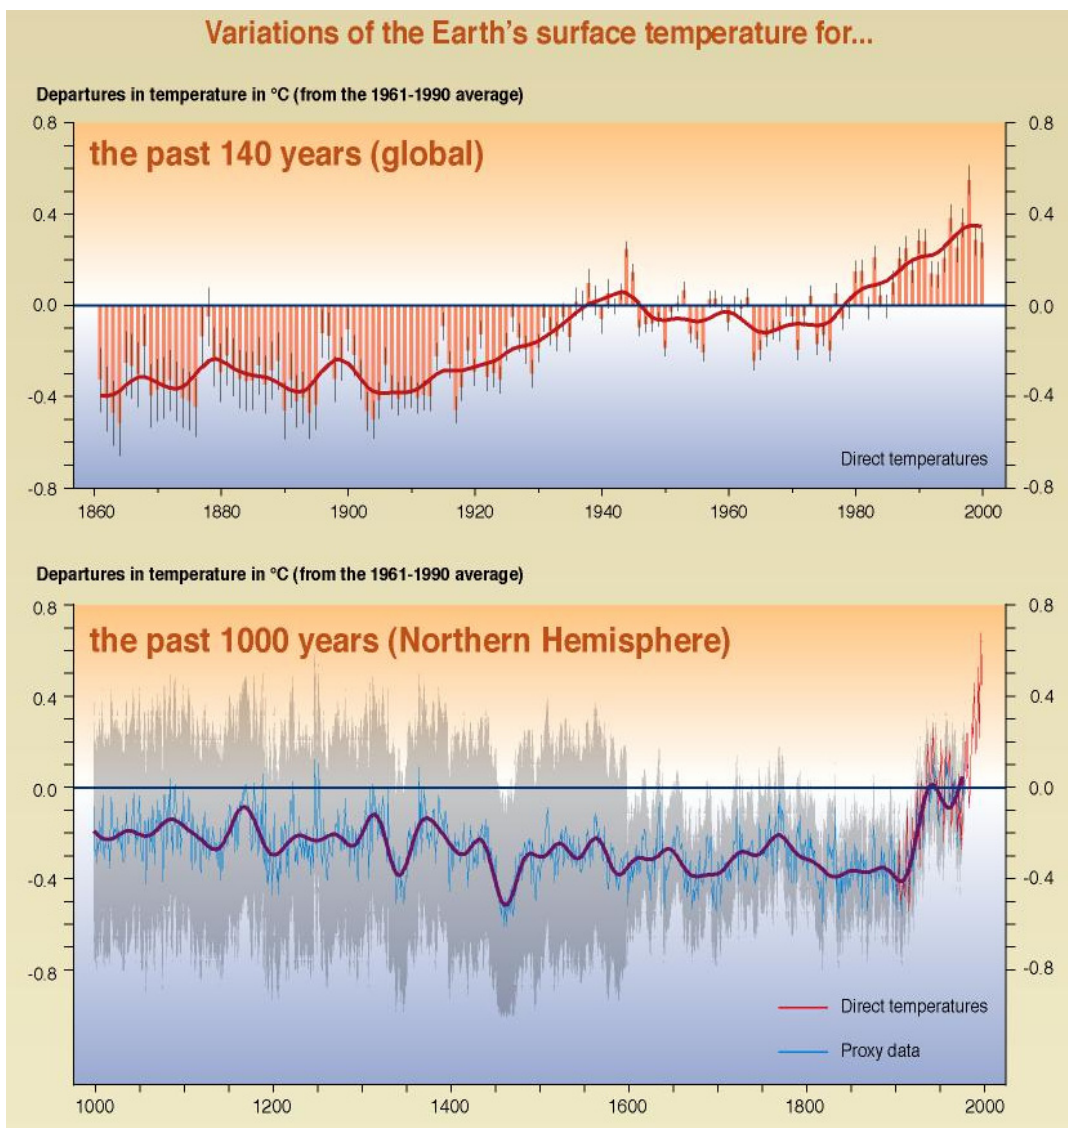 Variations of the Earth's surface temperature for...
Departures in temperature in °C (from the 1961-1990 average)
the past 140 years (global)
0.8 0.8
0.4 0.4
0.0 0.0
-0.4 -0.4
-0.8 -0.8
Direct temperatures
1860 1880 1900 1920 1940 1960 1980 2000
Departures in temperature in °C (from the 1961-1990 average)
the past 1000 years (Northern Hemisphere)
0.8 0.8
0.4 0.4
0.0 0.0
-0.4 -0.4
-0.8 -0.8
Direct temperatures
Proxy data
1000 1200 1400 1600 1800 2000